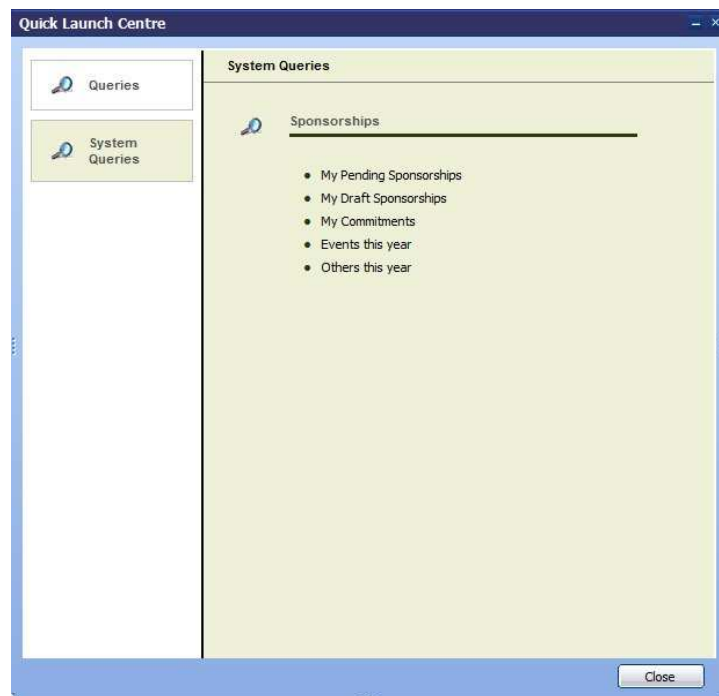 Quick Launch Centre
Queries
System
Queries
System Queries
Sponsorships
My Pending Sponsorships
My Draft Sponsorships
My Commitments
Events this year
Others this year
Close